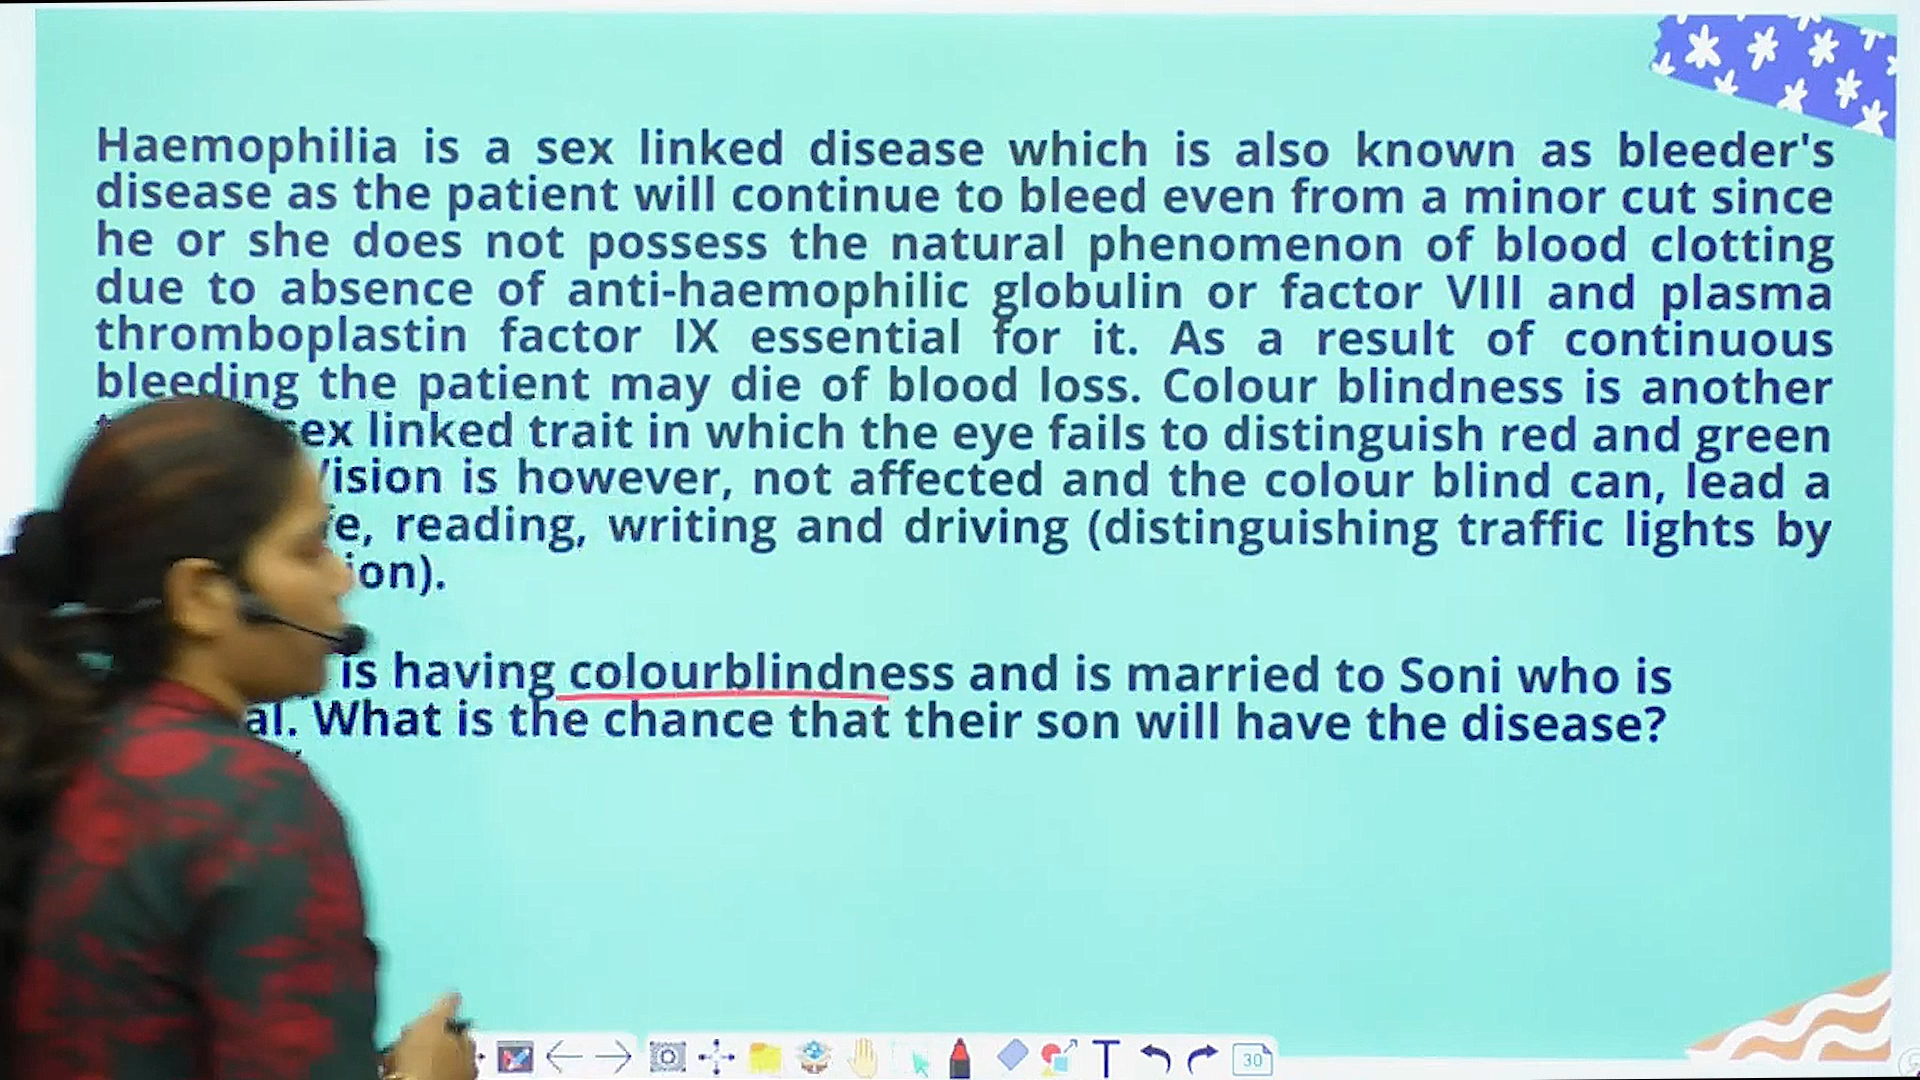 Haemophilia is a sex linked disease which is also known as bleeder's
disease as the patient will continue to bleed even from a minor cut since
he or she does not possess the natural phenomenon of blood clotting
due to absence of anti-haemophilic globulin or factor VIII and plasma
thromboplastin factor IX essential for it. As a result of continuous
bleeding the patient may die of blood loss. Colour blindness is another
sex linked trait in which the eye fails to distinguish red and green
Vision is however, not affected and the colour blind can, lead a
reading, writing and driving (distinguishing traffic lights by
is having colourblindness and is married to Soni who is
What is the chance that their son will have the disease?
T 30